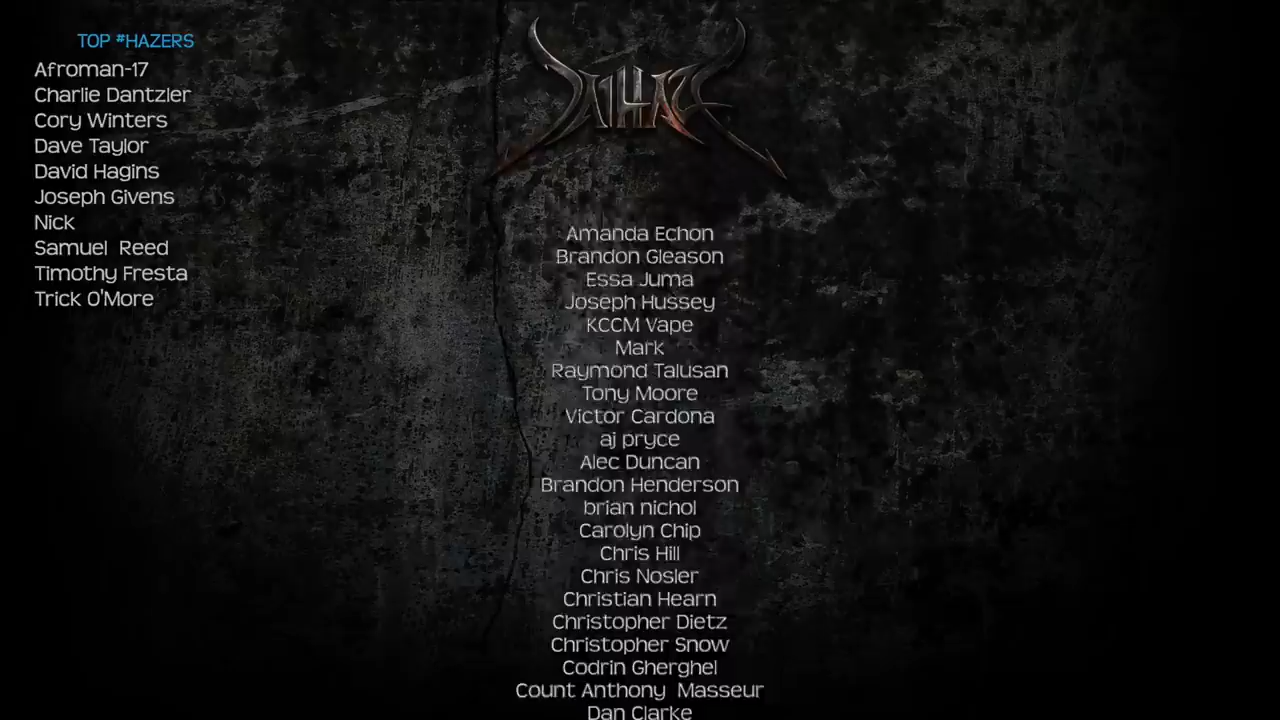 TOP #HAZERS
Afroman-17
Charlie Dantzler
Cory Winters
Dave Taylor
David Hagins
Joseph Givens
Nick
Samuel  Reed
Timothy Fresta
Trick O'More
Amanda Echon
Brandon Gleason
Essa Juma
Joseph Hussey
KCCM Vape
Mark
Raymond Talusan
Tony Moore
Victor Cardona
aj pryce
Alec Duncan
Brandon Henderson
brian nichol
Carolyn Chip
Chris Hill
Chris Nosler
Christian Hearn
Christopher Dietz
Christopher Snow
Codrin Gherghel
Count Anthony  Masseur
Dan Clarke